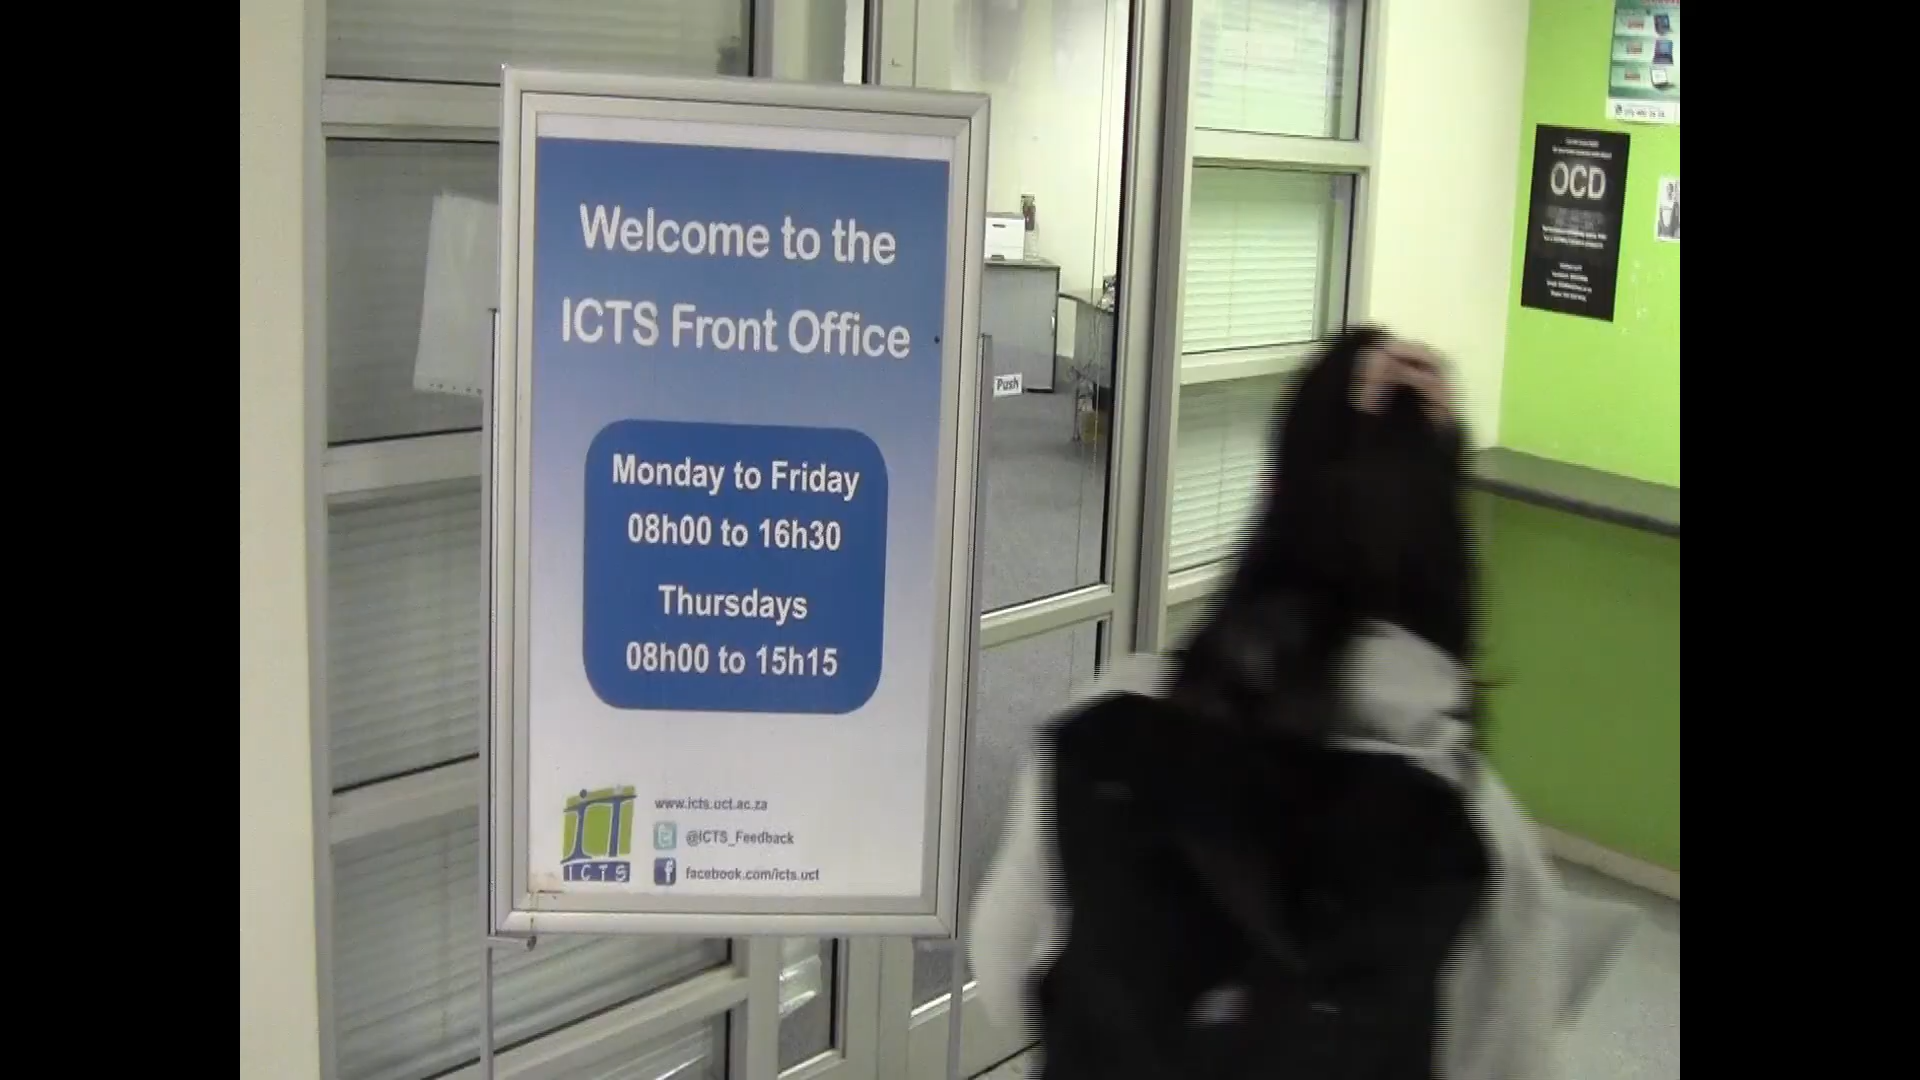 Welcome to the
ICTS Front Office
Monday to Friday
08h00 to 16h30
Thursdays
08h00 to 15h15
ICTS
www.icts.uct.ac.za
@ICTS_Feedback
facebook.com/icts.uct
Push
OCD